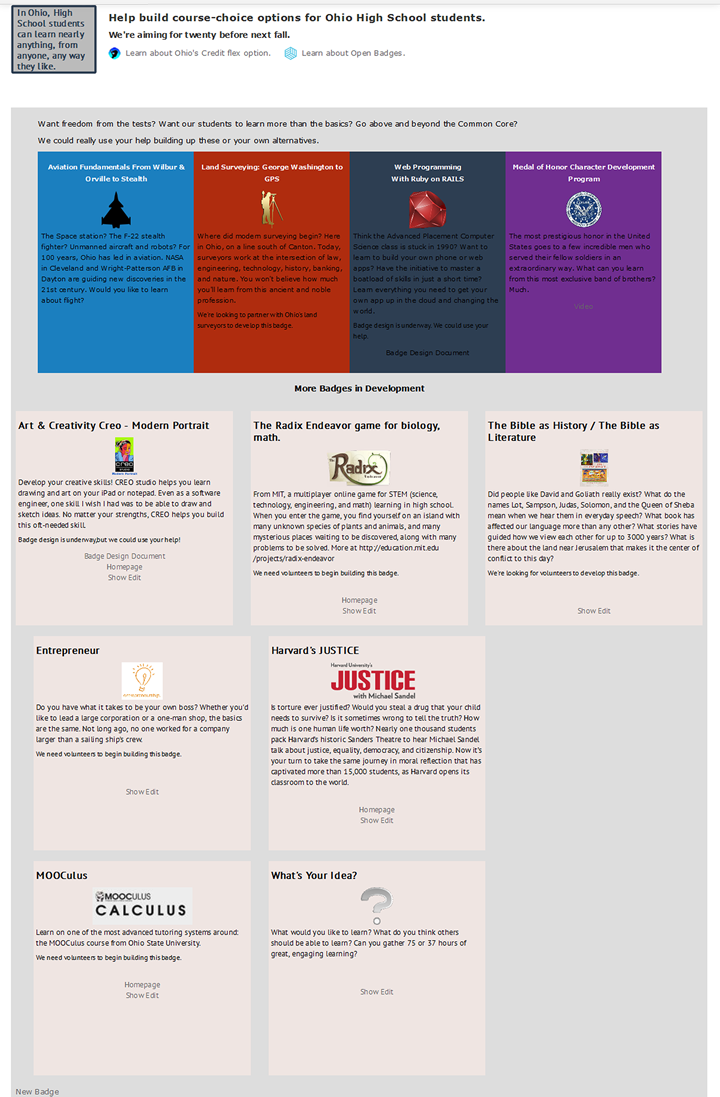 In Ohio, High
School students
can learn nearly
anything, from
anyone, any way
they like.
Help build course-choice options for Ohio High School students.
We're aiming for twenty before next fall.
Learn about Ohio's Credit flex option. Learn about Open Badges.
Want freedom from the tests? Want our students to learn more than the basics? Go above and beyond the Common Core?
We could really use your help building up these or your own alternatives.
Aviation Fundamentals From Wilbur &
Orville to Stealth
The Space station? The F-22 stealth
fighter? Unmanned aircraft and robots? For
100 years, Ohio has led in aviation. NASA
in Cleveland and Wright-Patterson AFB in
Dayton are guiding new discoveries in the
21st century. Would you like to learn
about flight?
Land Surveying: George Washington to
GPS
Where did modern surveying begin? Here
in Ohio, on a line south of Canton. Today,
surveyors work at the intersection of law,
engineering, technology, history, banking,
and nature. You won't believe how much
you'll learn from this ancient and noble
profession.
We're looking to partner with Ohio's land
surveyors to develop this badge.
Web Programming
With Ruby on RAILS
Think the Advanced Placement Computer
Science class is stuck in 1990? Want to
learn to build your own phone or web
apps? Have the initiative to master a
boatload of skills in just a short time?
Learn everything you need to get your
own app up in the cloud and changing the
world.
Badge design is underway. We could use your
help.
Badge Design Document
Medal of Honor Character Development
Program
The most prestigious honor in the United
States goes to a few incredible men who
served their fellow soldiers in an
extraordinary way. What can you learn
from this most exclusive band of brothers?
Much.
Video
More Badges in Development
Art & Creativity Creo - Modern Portrait
creo
Develop your creative skills! CREO studio helps you learn
drawing and art on your iPad or notepad. Even as a software
engineer, one skill I wish I had was to be able to draw and
sketch ideas. No matter your strengths, CREO helps you build
this oft-needed skill.
Badge design is underway,but we could use your help!
Badge Design Document
Homepage
Show Edit
The Radix Endeavor game for biology,
math.
The Radix
Endeavor
From MIT, a multiplayer online game for STEM (science,
technology, engineering, and math) learning in high school.
When you enter the game, you find yourself on an island with
many unknown species of plants and animals, and many
mysterious places waiting to be discovered, along with many
problems to be solved. More at http://education.mit.edu
/projects/radix-endeavor
We need volunteers to begin building this badge.
Homepage
Show Edit
The Bible as History / The Bible as
Literature
Did people like David and Goliath really exist? What do the
names Lot, Sampson, Judas, Solomon, and the Queen of Sheba
mean when we hear them in everyday speech? What book has
affected our language more than any other? What stories have
guided how we view each other for up to 3000 years? What is
there about the land near Jerusalem that makes it the center of
conflict to this day?
We're looking for volunteers to develop this badge.
Show Edit
Entrepreneur
Do you have what it takes to be your own boss? Whether you'd
like to lead a large corporation or a one-man shop, the basics
are the same. Not long ago, no one worked for a company
larger than a sailing ship's crew.
We need volunteers to begin building this badge.
Show Edit
Harvard's JUSTICE
Harvard University's
JUSTICE
with Michael Sandel
Is torture ever justified? Would you steal a drug that your child
needs to survive? Is it sometimes wrong to tell the truth? How
much is one human life worth? Nearly one thousand students
pack Harvard's historic Sanders Theatre to hear Michael Sandel
talk about justice, equality, democracy, and citizenship. Now it's
your turn to take the same journey in moral reflection that has
captivated more than 15,000 students, as Harvard opens its
classroom to the world.
Homepage
Show Edit
MOOCulus
MOOCULUS
CALCULUS
Learn on one of the most advanced tutoring systems around:
the MOOCulus course from Ohio State University.
We need volunteers to begin building this badge.
Homepage
Show Edit
What's Your Idea?
What would you like to learn? What do you think others
should be able to learn? Can you gather 75 or 37 hours of
great, engaging learning?
Show Edit
New Badge